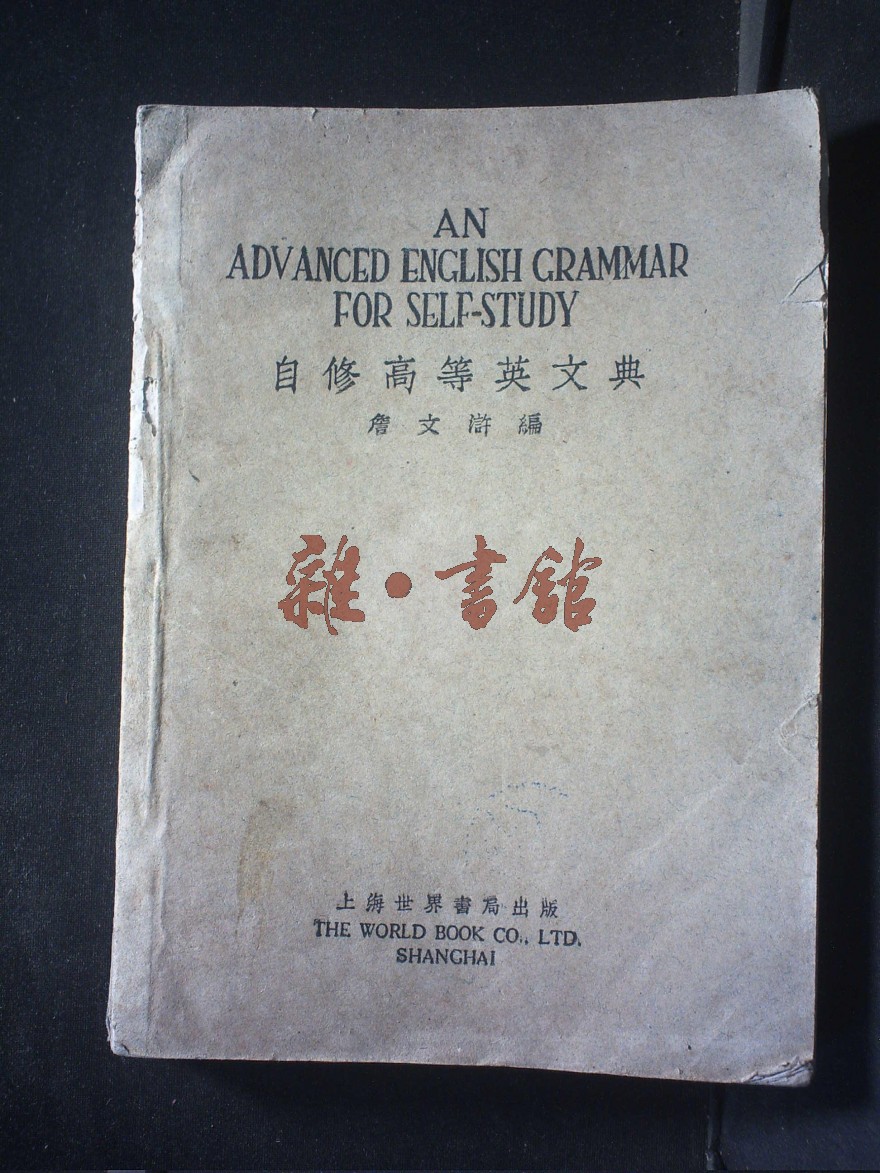 AN
ADVANCED ENGLISH GRAMMAR
FOR SELF-STUDY
自修高等英文典
詹文滸編
雜·書館
上海世界書局出版
THE WORLD BOOK CO., LTD.
SHANGHAI